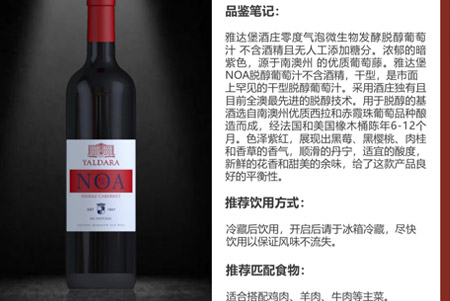 YALDARA
NOA
SHIRAZ CABERNET
品鉴笔记：
雅达堡酒庄零度气泡微生物发酵脱醇葡萄
汁 不含酒精且无人工添加糖分。浓郁的暗
紫色，源于南澳州 的优质葡萄藤。雅达堡
NOA脱醇葡萄汁不含酒精，干型，是市面
上罕见的干型脱醇葡萄汁。采用酒庄独有且
目前全澳最先进的脱醇技术。用于脱醇的基
酒选自南澳州优质西拉和赤霞珠葡萄品种酿
造而成，经法国和美国橡木桶陈年6-12个
月。色泽紫红，展现出黑莓、黑樱桃、肉桂
和香草的香气，顺滑的丹宁，适宜的酸度，
新鲜的花香和甜美的余味，给了这款产品良
好的平衡性。
推荐饮用方式：
冷藏后饮用，开启后请于冰箱冷藏，尽快
饮用以保证风味不流失。
推荐匹配食物：
适合搭配鸡肉、羊肉、牛肉等主菜。